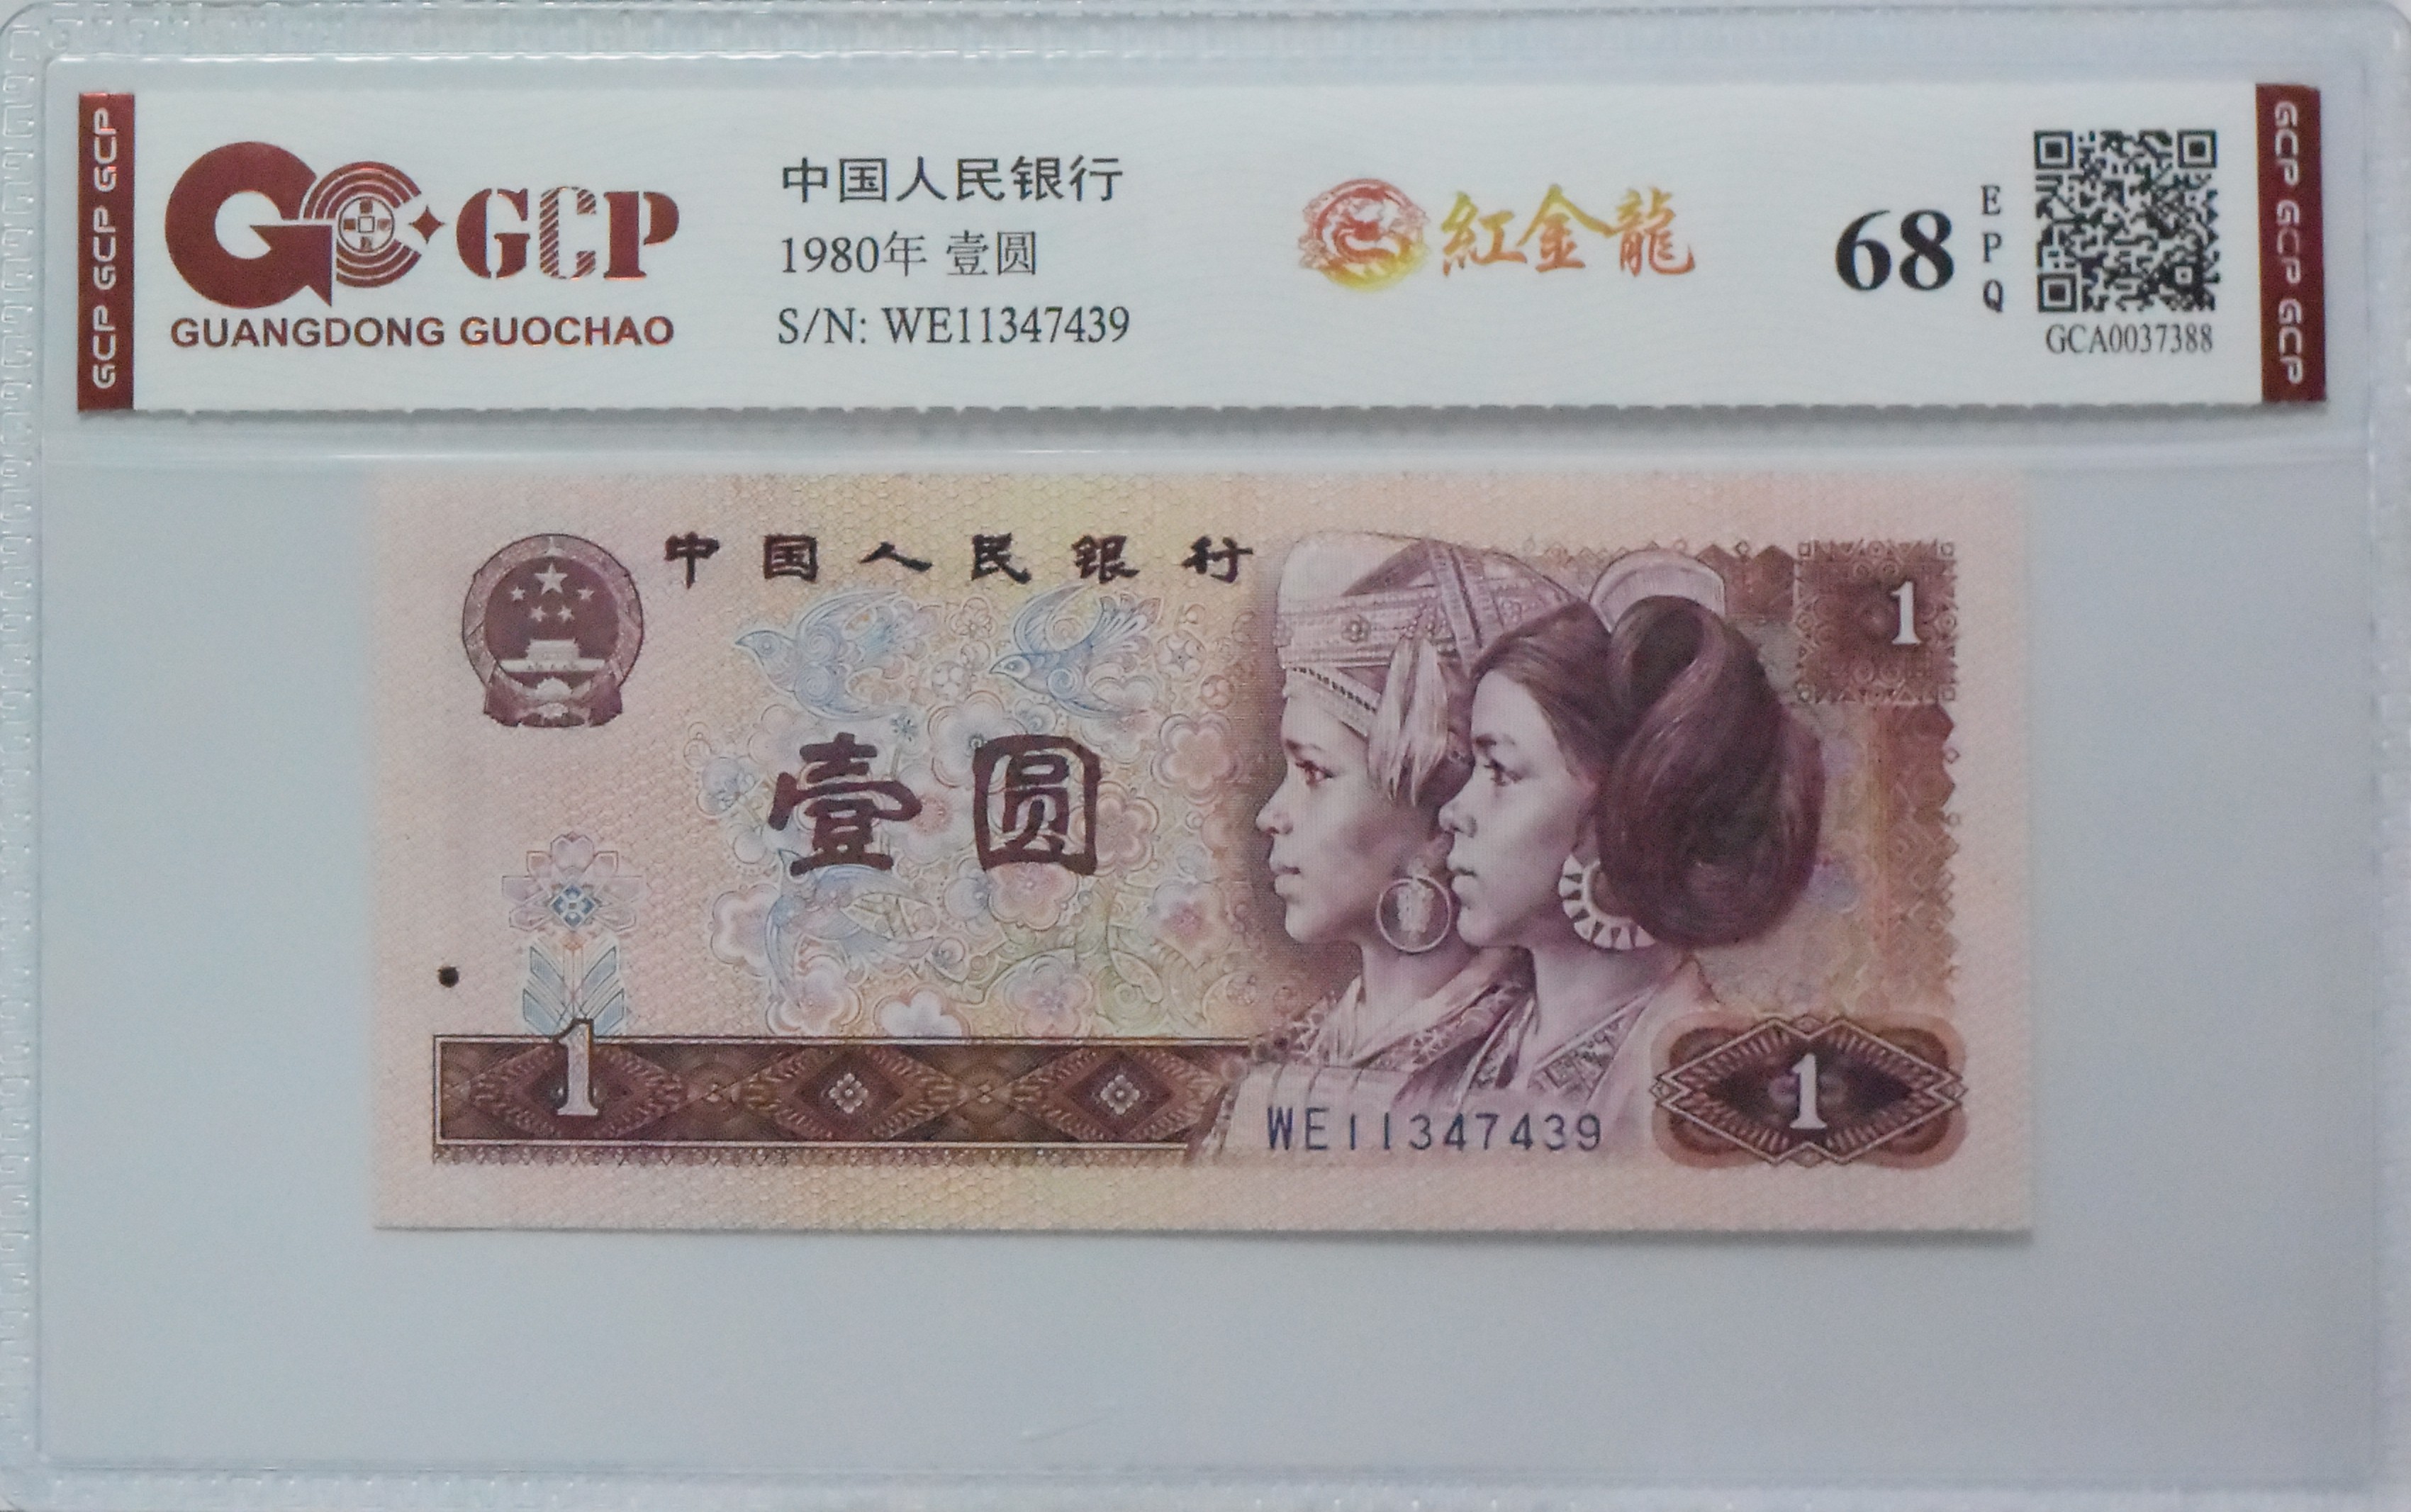 GCP GCP GCP
GCP
GUANGDONG GUOCHAO
中国人民银行
1980年 壹圆
S/N: WE11347439
紅金龍
68
EPQ
GCA0037388
GCP GCP GCP
中国人民银行
1
壹圆
1
WE11347439
1